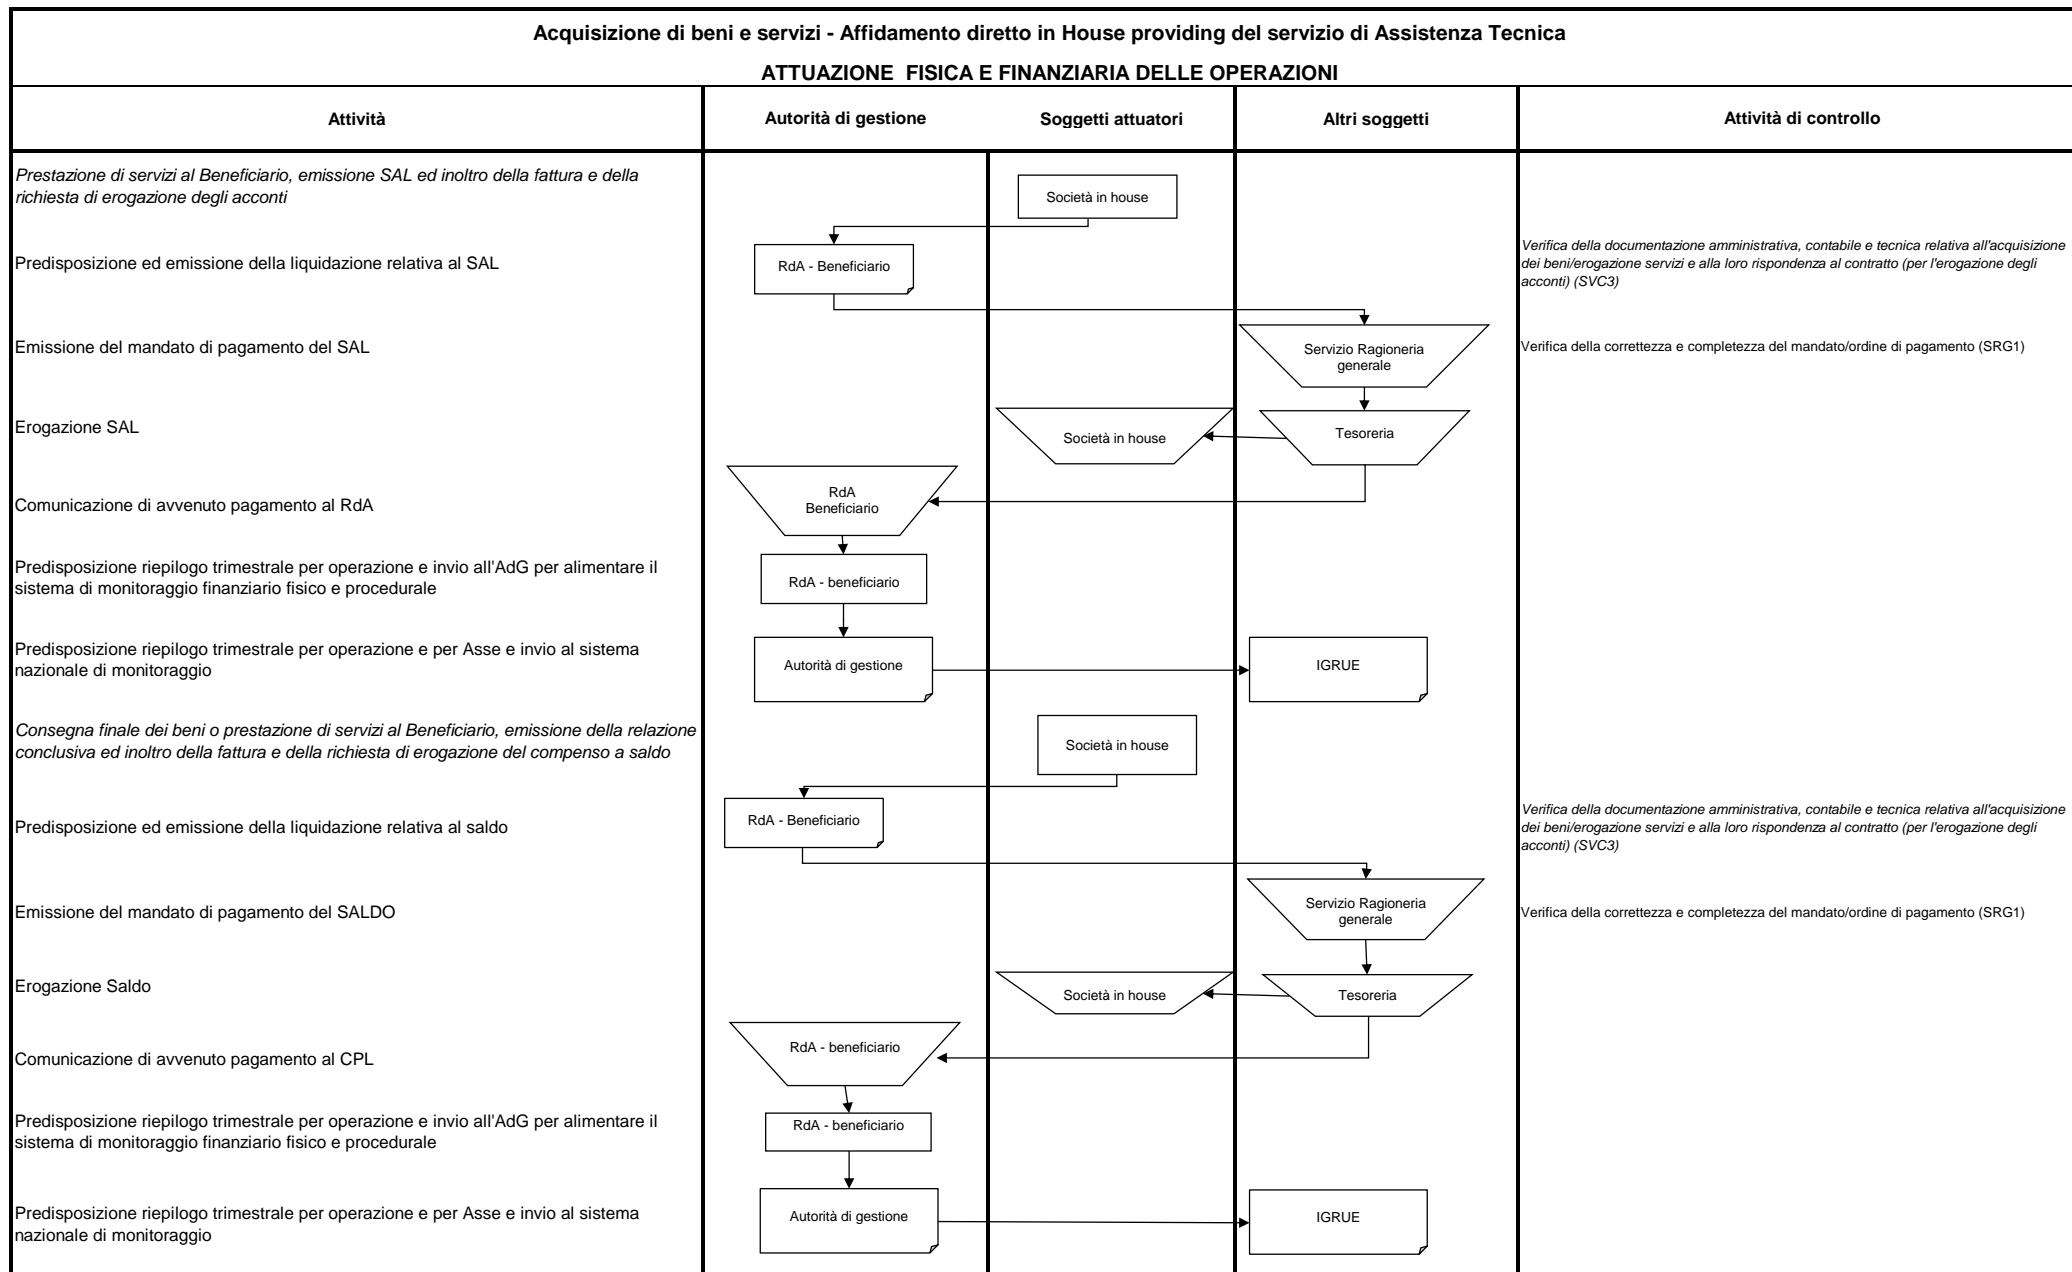 Acquisizione di beni e servizi - Affidamento diretto in House providing del servizio di Assistenza Tecnica
ATTUAZIONE FISICA E FINANZIARIA DELLE OPERAZIONI
Attività
Autorità di gestione
Soggetti attuatori
Altri soggetti
Attività di controllo
Prestazione di servizi al Beneficiario, emissione SAL ed inoltro della fattura e della
richiesta di erogazione degli acconti
Società in house
Predisposizione ed emissione della liquidazione relativa al SAL
RdA - Beneficiario
Verifica della documentazione amministrativa, contabile e tecnica relativa all'acquisizione
dei beni/erogazione servizi e alla loro rispondenza al contratto (per l'erogazione degli
acconti) (SVC3)
Emissione del mandato di pagamento del SAL
Servizio Ragioneria
generale
Verifica della correttezza e completezza del mandato/ordine di pagamento (SRG1)
Erogazione SAL
Società in house
Tesoreria
Comunicazione di avvenuto pagamento al RdA
RdA
Beneficiario
Predisposizione riepilogo trimestrale per operazione e invio all'AdG per alimentare il
sistema di monitoraggio finanziario fisico e procedurale
RdA - beneficiario
Predisposizione riepilogo trimestrale per operazione e per Asse e invio al sistema
nazionale di monitoraggio
Autorità di gestione
IGRUE
Consegna finale dei beni o prestazione di servizi al Beneficiario, emissione della relazione
conclusiva ed inoltro della fattura e della richiesta di erogazione del compenso a saldo
Società in house
Predisposizione ed emissione della liquidazione relativa al saldo
RdA - Beneficiario
Verifica della documentazione amministrativa, contabile e tecnica relativa all'acquisizione
dei beni/erogazione servizi e alla loro rispondenza al contratto (per l'erogazione degli
acconti) (SVC3)
Emissione del mandato di pagamento del SALDO
Servizio Ragioneria
generale
Verifica della correttezza e completezza del mandato/ordine di pagamento (SRG1)
Erogazione Saldo
Società in house
Tesoreria
Comunicazione di avvenuto pagamento al CPL
RdA - beneficiario
Predisposizione riepilogo trimestrale per operazione e invio all'AdG per alimentare il
sistema di monitoraggio finanziario fisico e procedurale
RdA - beneficiario
Predisposizione riepilogo trimestrale per operazione e per Asse e invio al sistema
nazionale di monitoraggio
Autorità di gestione
IGRUE